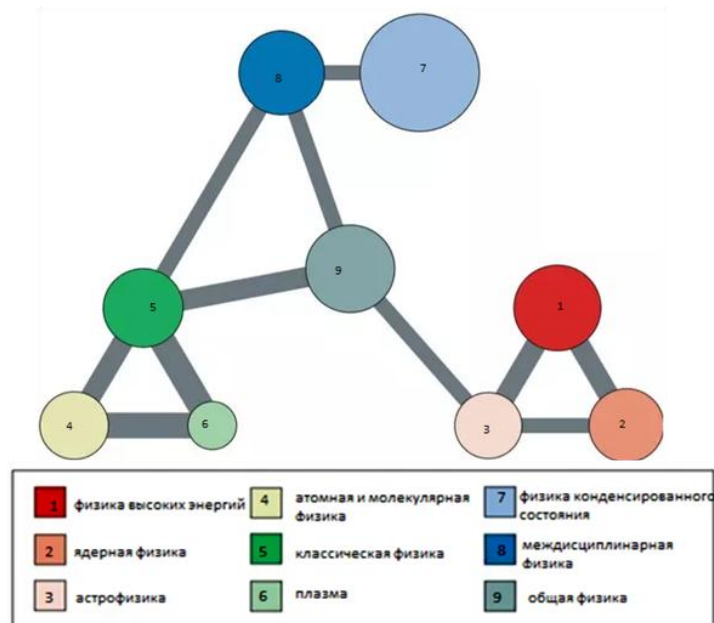 8
7
9
5
1
4
6
3
2
1 физика высоких энергий
4 атомная и молекулярная
физика
7 физика конденсированного
состояния
2 ядерная физика
5 классическая физика
8 междисциплинарная
физика
3 астрофизика
6 плазма
9 общая физика